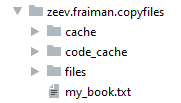 zeev.fraiman.copyfiles
cache
code_cache
files
my_book.txt